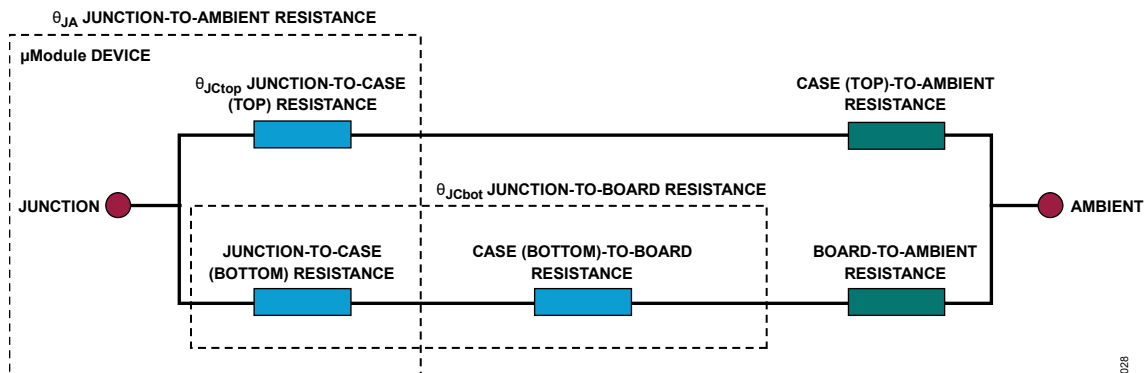 θJA JUNCTION-TO-AMBIENT RESISTANCE
µModule DEVICE
θJCtop JUNCTION-TO-CASE
(TOP) RESISTANCE
CASE (TOP)-TO-AMBIENT
RESISTANCE
θJCbot JUNCTION-TO-BOARD RESISTANCE
JUNCTION
AMBIENT
JUNCTION-TO-CASE
(BOTTOM) RESISTANCE
CASE (BOTTOM)-TO-BOARD
RESISTANCE
BOARD-TO-AMBIENT
RESISTANCE
028